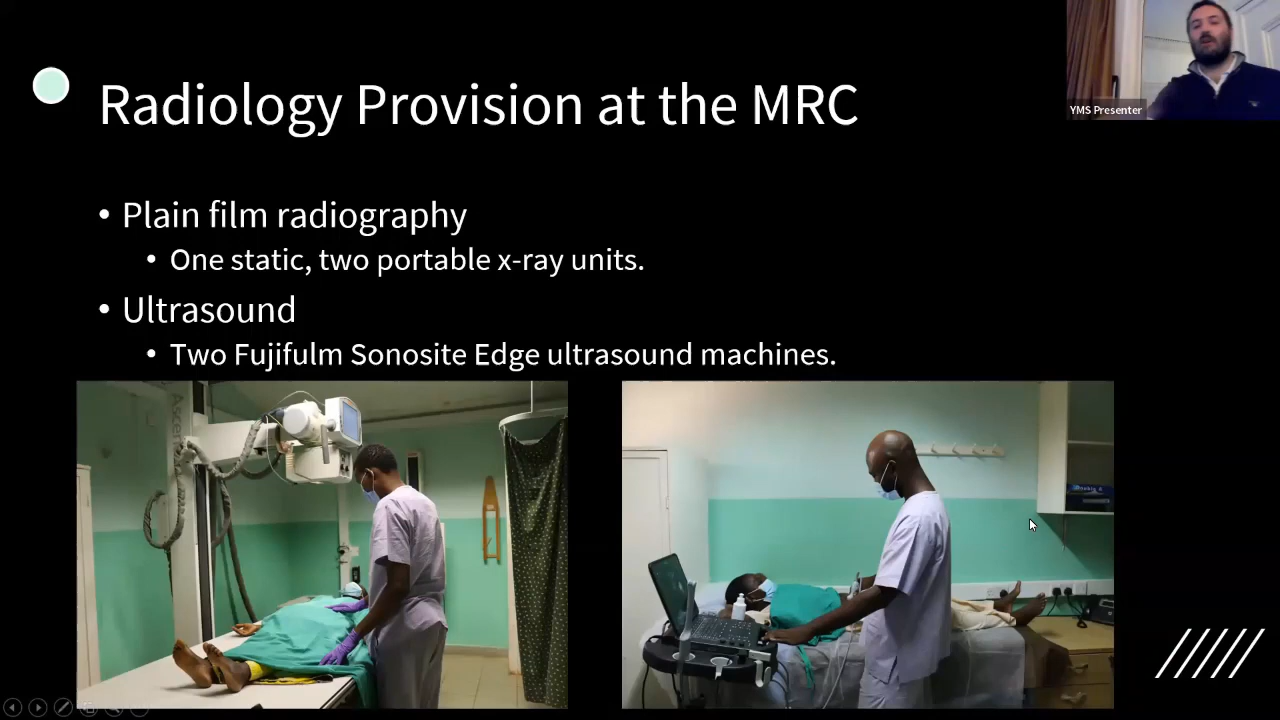 YMS Presenter
Radiology Provision at the MRC
• Plain film radiography
• One static, two portable x-ray units.
• Ultrasound
• Two Fujifulm Sonosite Edge ultrasound machines.